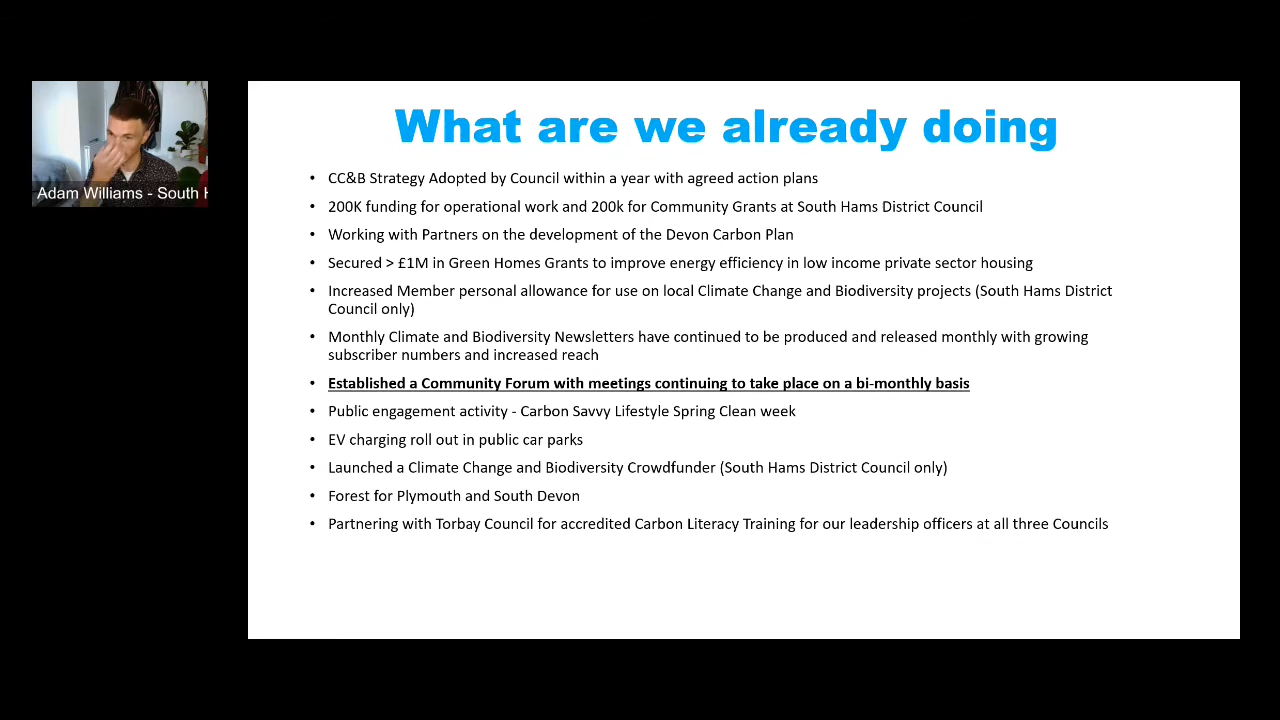 What are we already doing
• CC&B Strategy Adopted by Council within a year with agreed action plans
• 200K funding for operational work and 200k for Community Grants at South Hams District Council
• Working with Partners on the development of the Devon Carbon Plan
• Secured > £1M in Green Homes Grants to improve energy efficiency in low income private sector housing
• Increased Member personal allowance for use on local Climate Change and Biodiversity projects (South Hams District
Council only)
• Monthly Climate and Biodiversity Newsletters have continued to be produced and released monthly with growing
subscriber numbers and increased reach
• Established a Community Forum with meetings continuing to take place on a bi-monthly basis
• Public engagement activity - Carbon Savvy Lifestyle Spring Clean week
• EV charging roll out in public car parks
• Launched a Climate Change and Biodiversity Crowdfunder (South Hams District Council only)
• Forest for Plymouth and South Devon
• Partnering with Torbay Council for accredited Carbon Literacy Training for our leadership officers at all three Councils
Adam Williams - South H